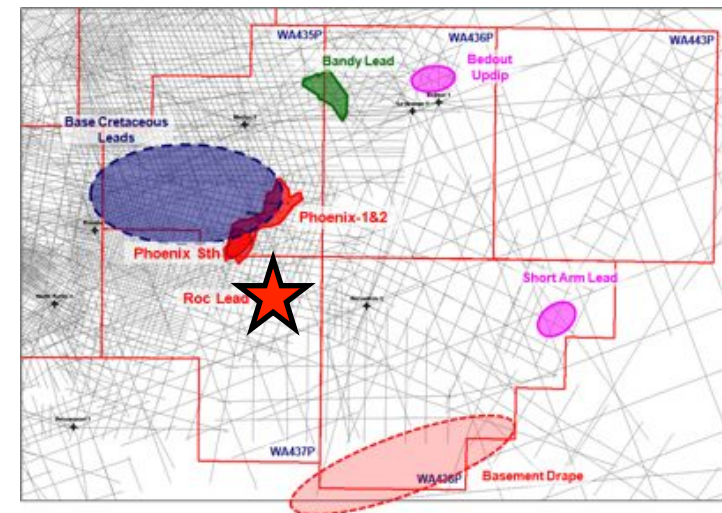 WA435P
WA436P
WA443P
Bandy Lead
Bedout
Updip
Base Cretaceous
Leads
Phoenix-1&2
Phoenix Sth
Roc Lead
Short Arm Lead
WA437P
WA438P
Basement Drape